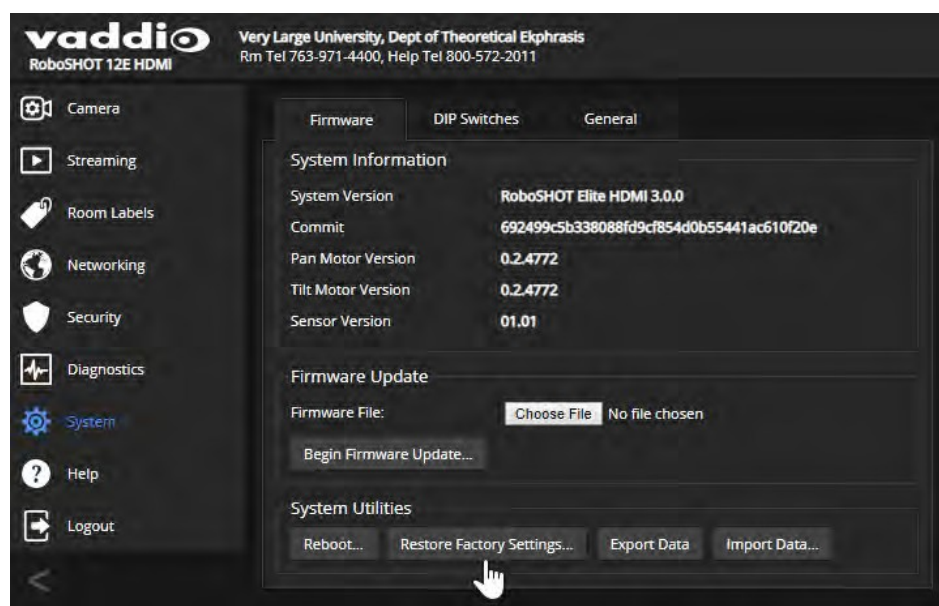 vaddio
RoboSHOT 12E HDMI
Very Large University, Dept of Theoretical Ekphrasis
Rm Tel 763-971-4400, Help Tel 800-572-2011
Camera
Streaming
Room Labels
Networking
Security
Diagnostics
System
Help
Logout
<
Firmware DIP Switches General
System Information
System Version RoboSHOT Elite HDMI 3.0.0
Commit 692499c5b338088fd9cf854d0b55441ac610f20e
Pan Motor Version 0.2.4772
Tilt Motor Version 0.2.4772
Sensor Version 01.01
Firmware Update
Firmware File: Choose File No file chosen
Begin Firmware Update...
System Utilities
Reboot... Restore Factory Settings... Export Data Import Data...